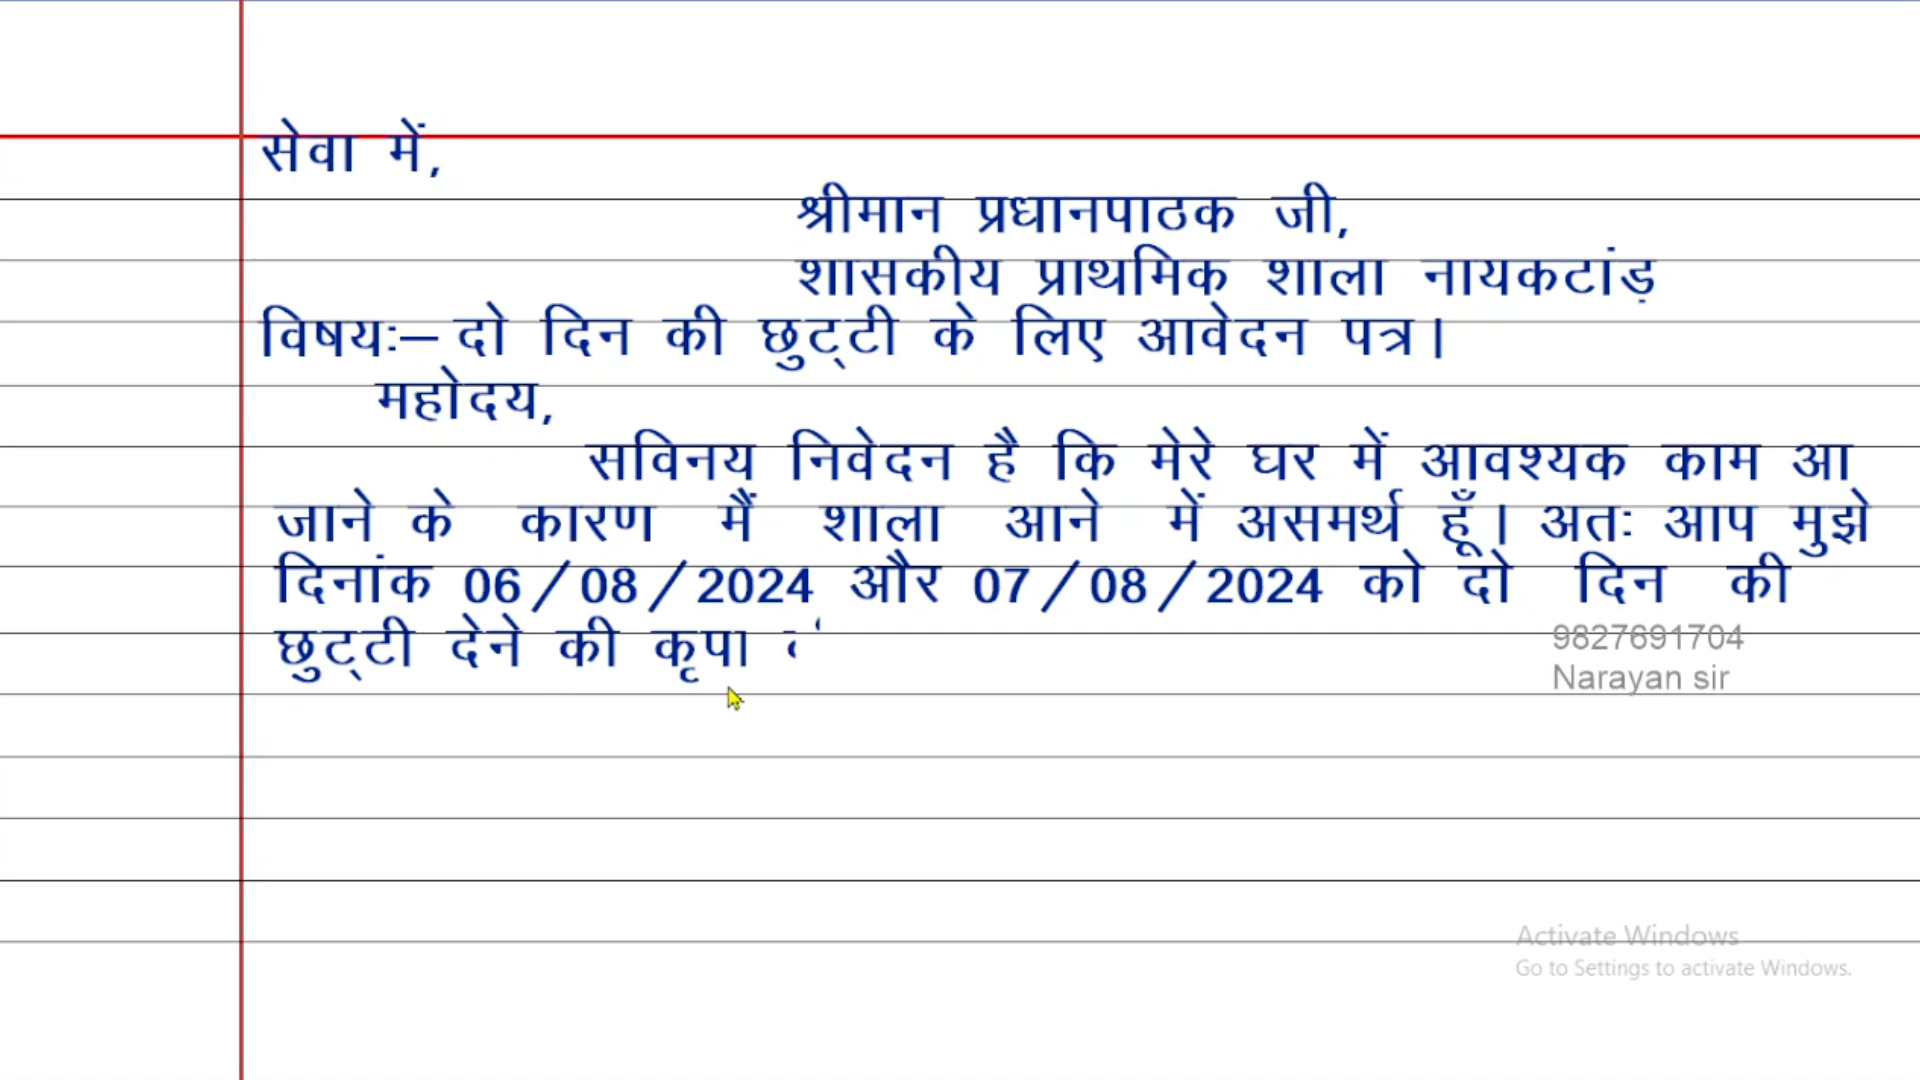 सेवा में,
श्रीमान प्रधानपाठक जी,
शासकीय प्राथमिक शाला नायकटांड़
विषयः– दो दिन की छुट्टी के लिए आवेदन पत्र।
महोदय,
सविनय निवेदन है कि मेरे घर में आवश्यक काम आ
जाने के कारण मैं शाला आने में असमर्थ हूँ। अतः आप मुझे
दिनांक 06/08/2024 और 07/08/2024 को दो दिन की
छुट्टी देने की कृपा
9827691704
Narayan sir
Activate Windows
Go to Settings to activate Windows.